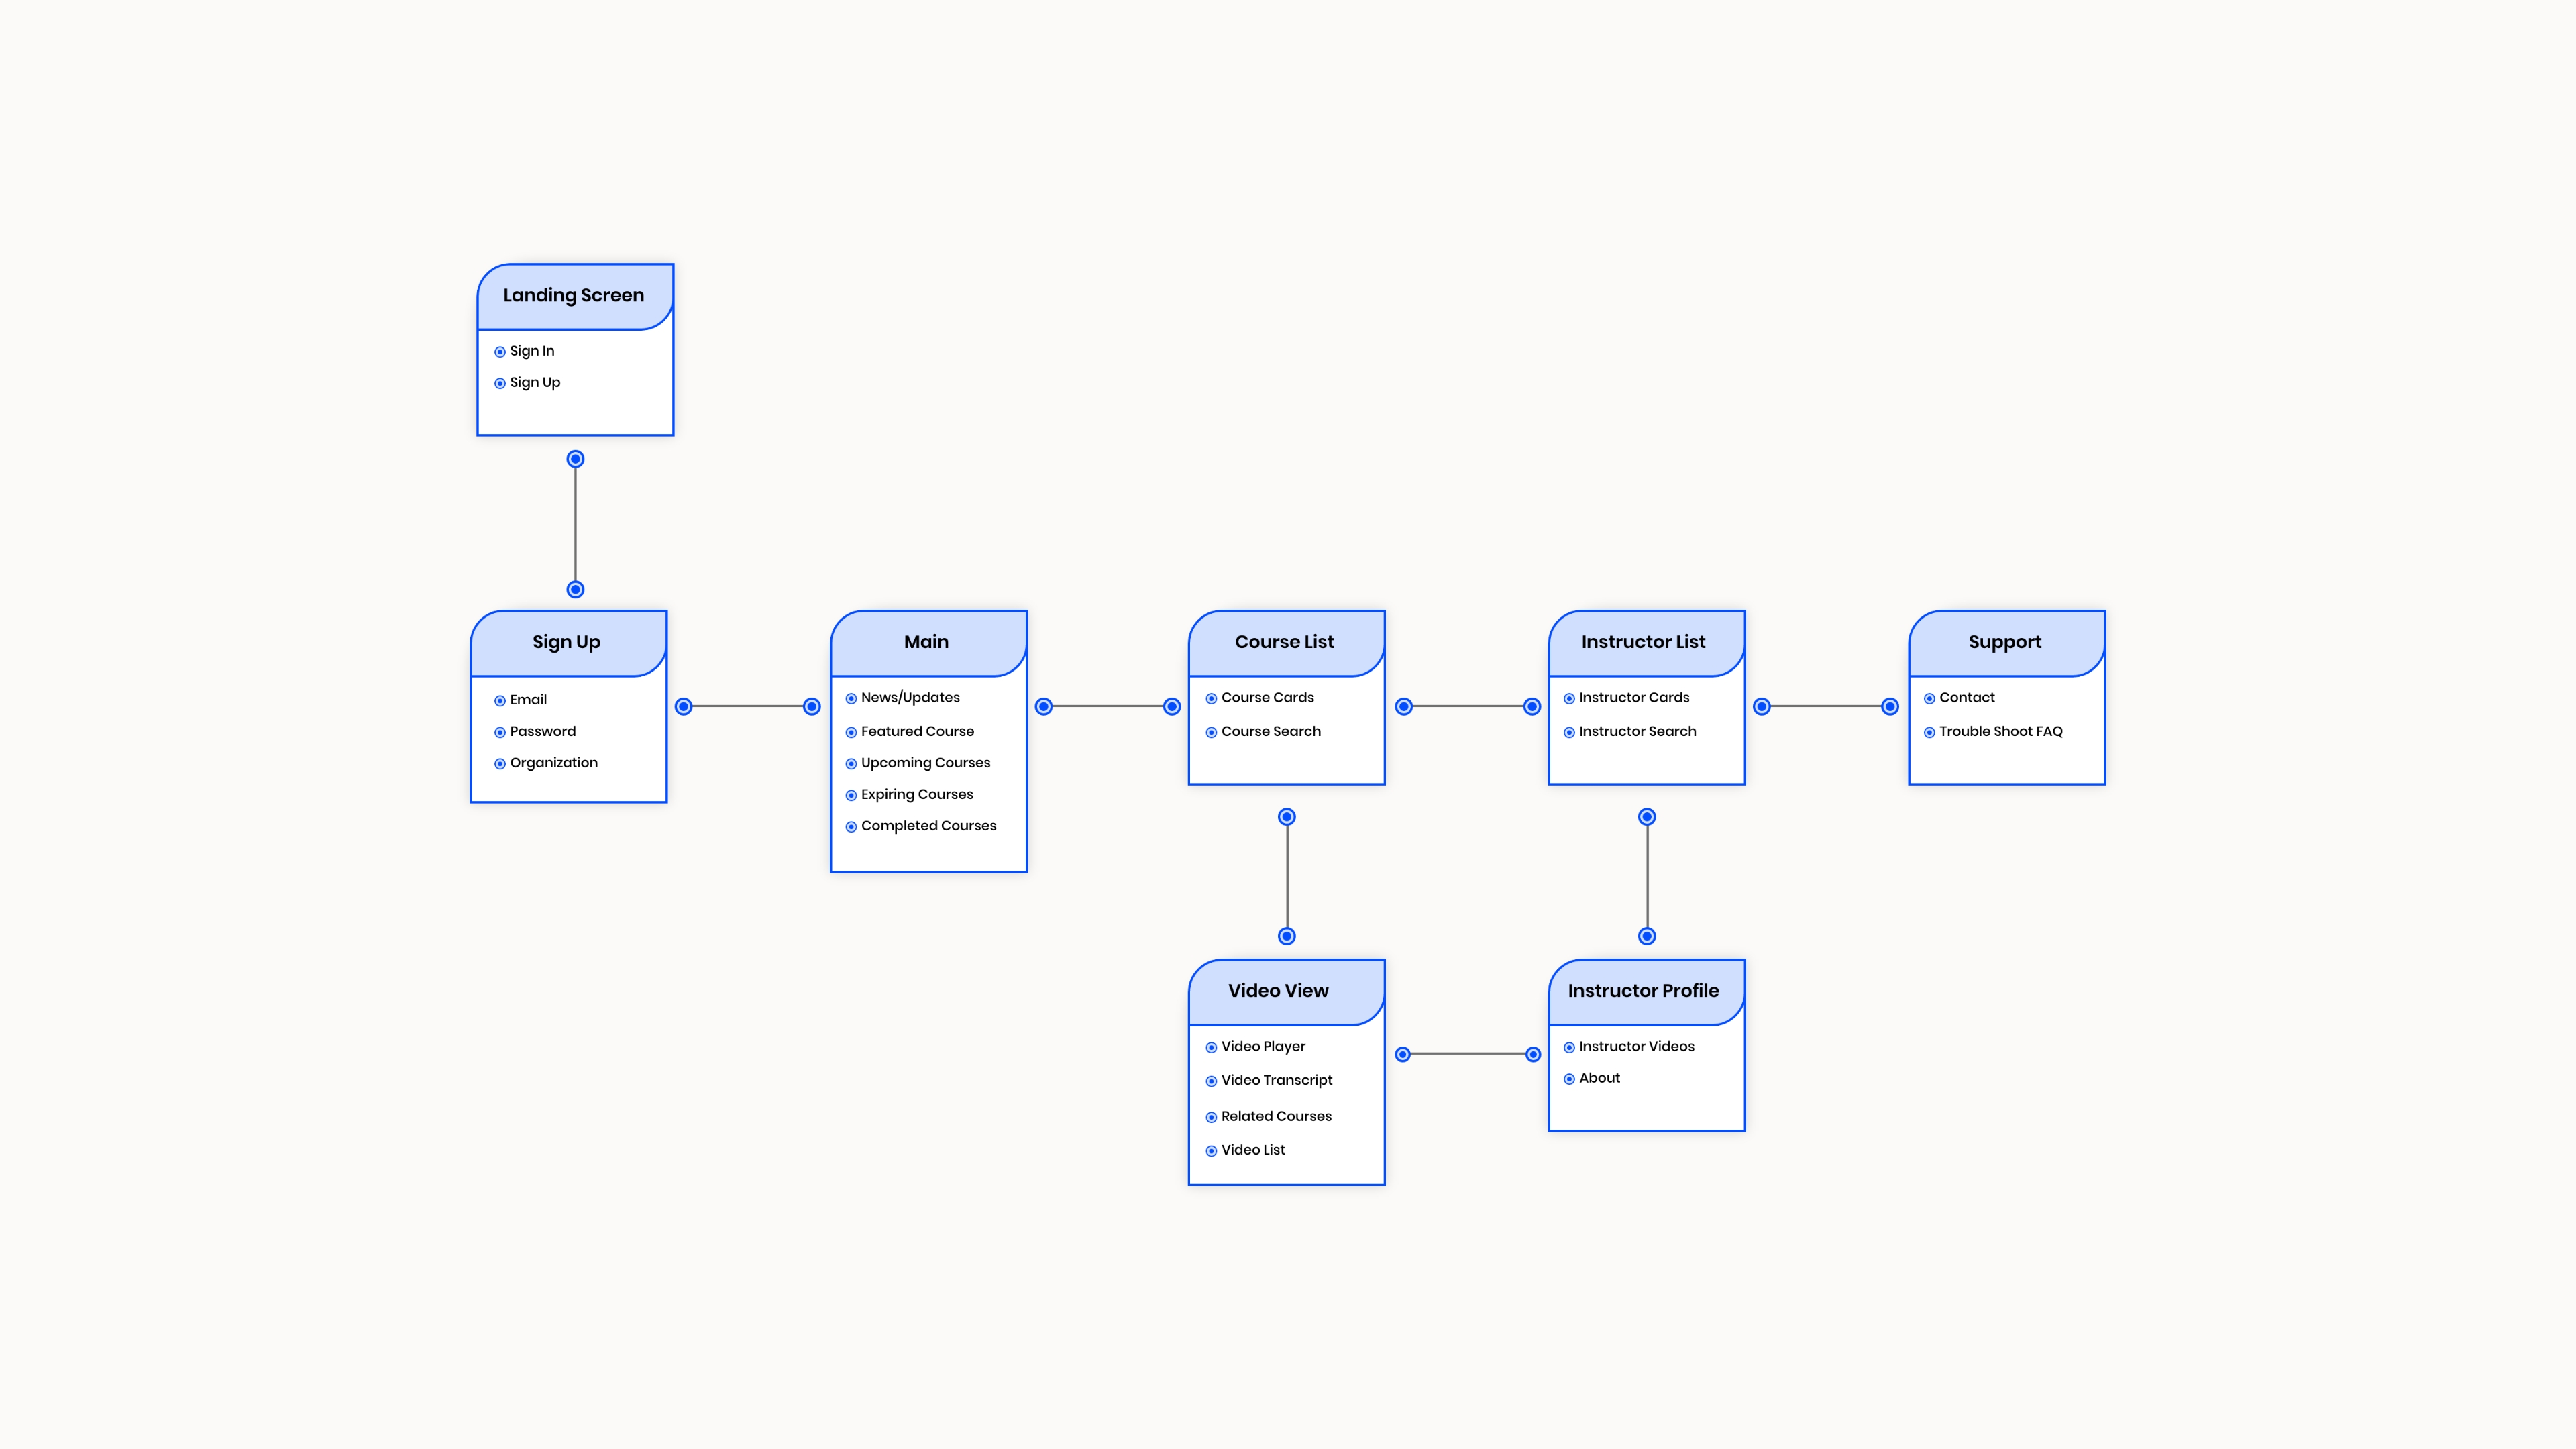 Landing Screen
Sign In
Sign Up
Sign Up
Email
Password
Organization
Main
News/Updates
Featured Course
Upcoming Courses
Expiring Courses
Completed Courses
Course List
Course Cards
Course Search
Instructor List
Instructor Cards
Instructor Search
Support
Contact
Trouble Shoot FAQ
Video View
Video Player
Video Transcript
Related Courses
Video List
Instructor Profile
Instructor Videos
About